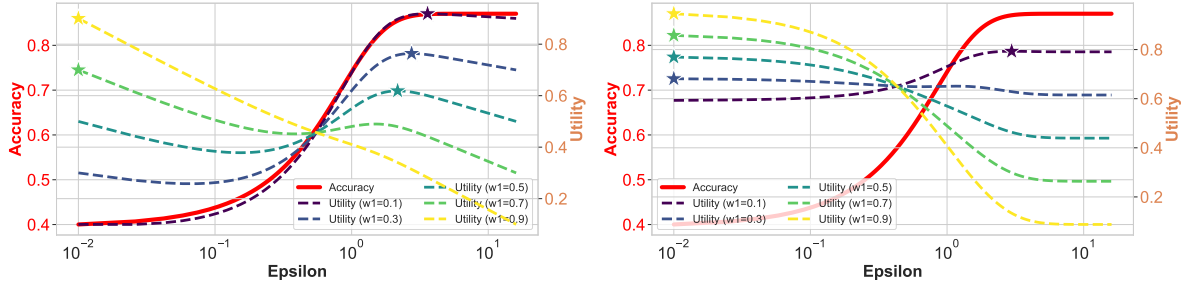 0.8
0.7
0.6
0.5
0.4
Accuracy
0.8
0.6
0.4
0.2
Utility
Accuracy
Utility (w1=0.1)
Utility (w1=0.3)
Utility (w1=0.5)
Utility (w1=0.7)
Utility (w1=0.9)
10⁻² 10⁻¹ 10⁰ 10¹
Epsilon
0.8
0.7
0.6
0.5
0.4
Accuracy
0.8
0.6
0.4
0.2
Utility
Accuracy
Utility (w1=0.1)
Utility (w1=0.3)
Utility (w1=0.5)
Utility (w1=0.7)
Utility (w1=0.9)
10⁻² 10⁻¹ 10⁰ 10¹
Epsilon